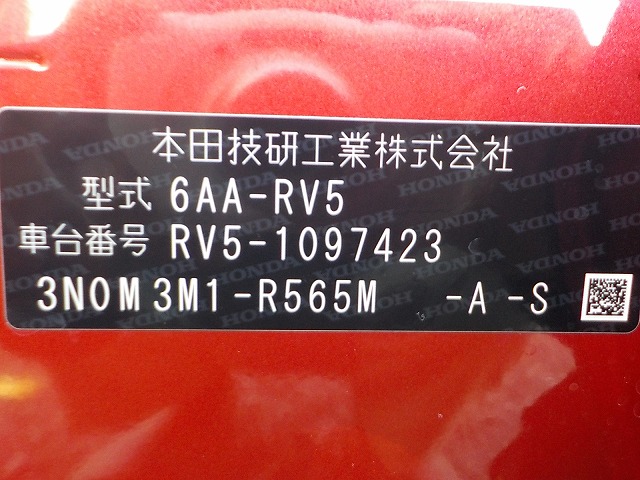 本田技研工業株式会社
型式 6AA-RV5
車台番号 RV5-1097423
3N0M3M1-R565M -A -S